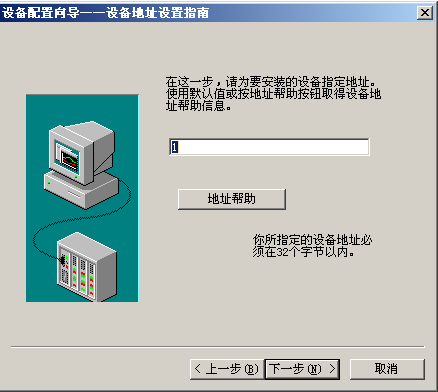 设备配置向导——设备地址设置指南
在这一步，请为要安装的设备指定地址。
使用默认值或按地址帮助按钮取得设备地
址帮助信息。
1
地址帮助
你所指定的设备地址必
须在32个字节以内。
< 上一步(B) 下一步(N) > 取消